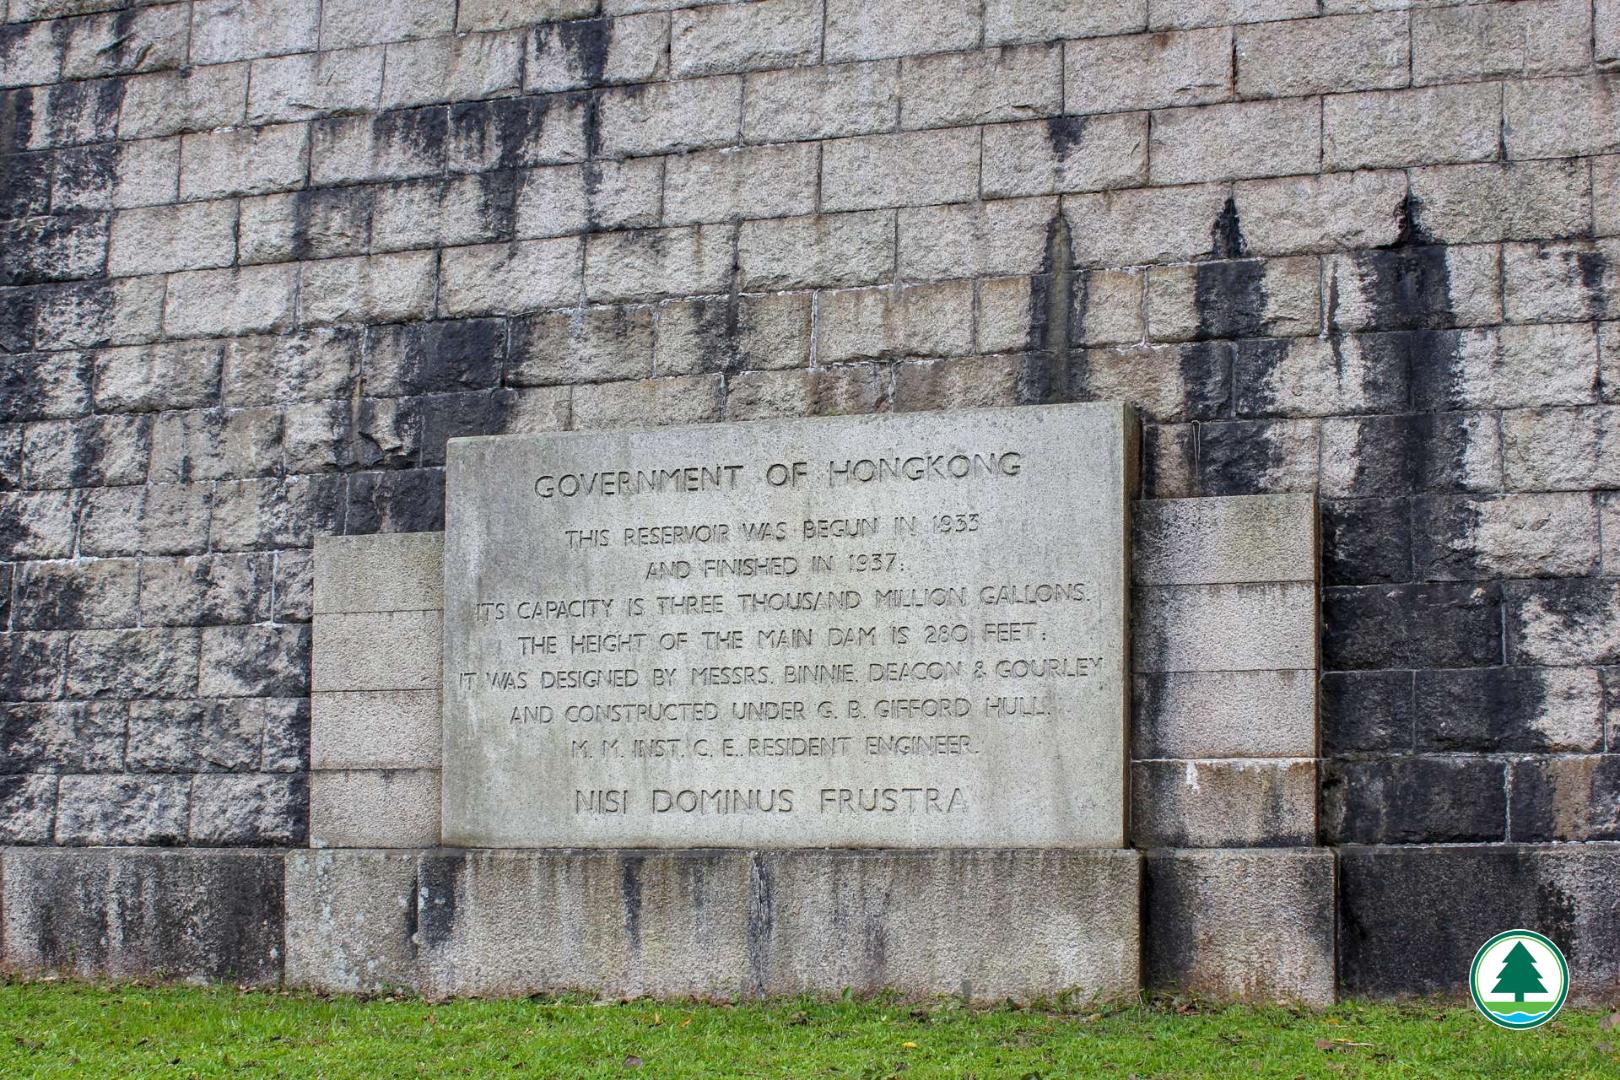 GOVERNMENT OF HONGKONG
THIS RESERVOIR WAS BEGUN IN 1933
AND FINISHED IN 1937:
ITS CAPACITY IS THREE THOUSAND MILLION GALLONS.
THE HEIGHT OF THE MAIN DAM IS 280 FEET:
IT WAS DESIGNED BY MESSRS. BINNIE. DEACON & GOURLEY
AND CONSTRUCTED UNDER G. B. GIFFORD HULL.
M. M. INST. C. E. RESIDENT ENGINEER.
NISI DOMINUS FRUSTRA